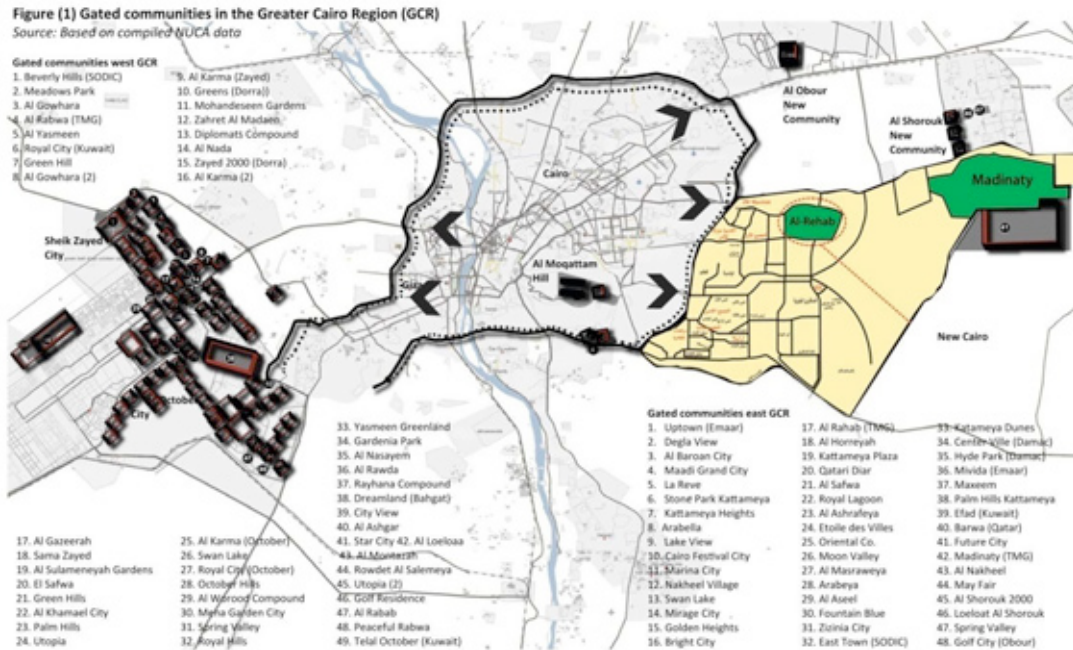 Figure (1) Gated communities in the Greater Cairo Region (GCR)
Source: Based on compiled NUCA data
Gated communities west GCR
1. Beverly Hills (SODIC)
2. Meadows Park
3. Al Gowhara
4. Al Rabwa (TMG)
5. Al Yasmeen
6. Royal City (Kuwait)
7. Green Hill
8. Al Gowhara (2)
9. Al Karma (Zayed)
10. Greens (Dorra)
11. Mohandeseen Gardens
12. Zahret Al Madaen
13. Diplomats Compound
14. Al Nada
15. Zayed 2000 (Dorra)
16. Al Karma (2)
Al Obour
New
Community
Al Shorouk
New
Community
Madinaty
Cairo
Al-Rehab
Sheik Zayed
City
Al Moqattam
Hill
Giza
New Cairo
October
City
17. Al Gazeerah
18. Sama Zayed
19. Al Sulameneyah Gardens
20. El Safwa
21. Green Hills
22. Al Khamael City
23. Palm Hills
24. Utopia
25. Al Karma (October)
26. Swan Lake
27. Royal City (October)
28. October Hills
29. Al Worood Compound
30. Meha Garden City
31. Spring Valley
32. Royal Hills
33. Yasmeen Greenland
34. Gardenia Park
35. Al Nasayem
36. Al Rawda
37. Rayhana Compound
38. Dreamland (Bahgat)
39. City View
40. Al Ashgar
41. Star City 42. Al Loeloaa
43. Al Montezah
44. Rowdet Al Salemeya
45. Utopia (2)
46. Golf Residence
47. Al Rabab
48. Peaceful Rabwa
49. Telal October (Kuwait)
Gated communities east GCR
1. Uptown (Emaar)
2. Degla View
3. Al Baroan City
4. Maadi Grand City
5. La Reve
6. Stone Park Kattameya
7. Kattameya Heights
8. Arabella
9. Lake View
10. Cairo Festival City
11. Marina City
12. Nakheel Village
13. Swan Lake
14. Mirage City
15. Golden Heights
16. Bright City
17. Al Rahab (TMG)
18. Al Horreyah
19. Kattameya Plaza
20. Qatari Diar
21. Al Safwa
22. Royal Lagoon
23. Al Ashrafeya
24. Etoile des Villes
25. Oriental Co.
26. Moon Valley
27. Al Masraweya
28. Arabeya
29. Al Aseel
30. Fountain Blue
31. Zizinia City
32. East Town (SODIC)
33. Katameya Dunes
34. Center Ville (Damac)
35. Hyde Park (Damac)
36. Mivida (Emaar)
37. Maxeem
38. Palm Hills Kattameya
39. Efad (Kuwait)
40. Barwa (Qatar)
41. Future City
42. Madinaty (TMG)
43. Al Nakheel
44. May Fair
45. Al Shorouk 2000
46. Loeloat Al Shorouk
47. Spring Valley
48. Golf City (Obour)